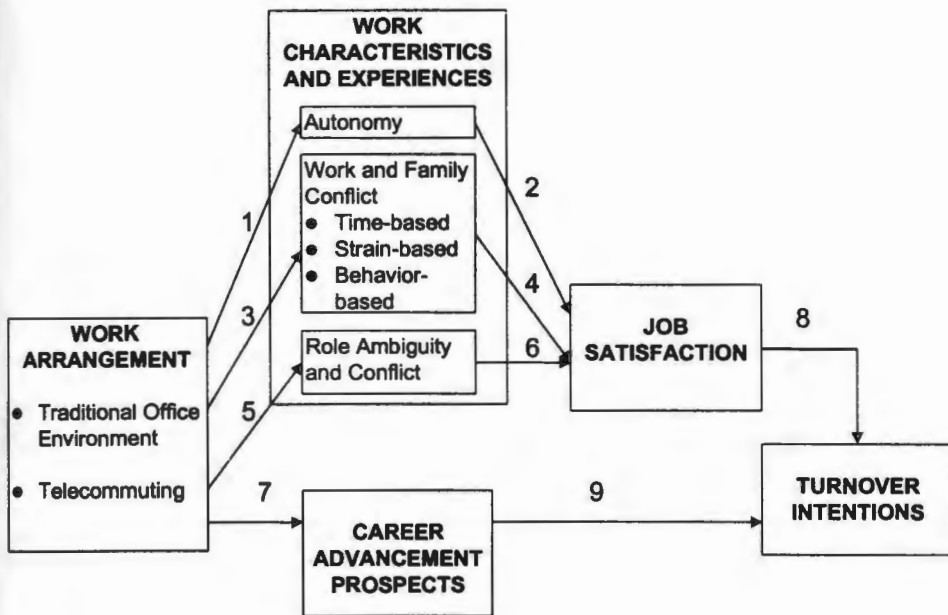 WORK
CHARACTERISTICS
AND EXPERIENCES
Autonomy
Work and Family
Conflict
Time-based
Strain-based
Behavior-
based
Role Ambiguity
and Conflict
1
3
5
7
2
4
6
8
9
WORK
ARRANGEMENT
Traditional Office
Environment
Telecommuting
JOB
SATISFACTION
CAREER
ADVANCEMENT
PROSPECTS
TURNOVER
INTENTIONS